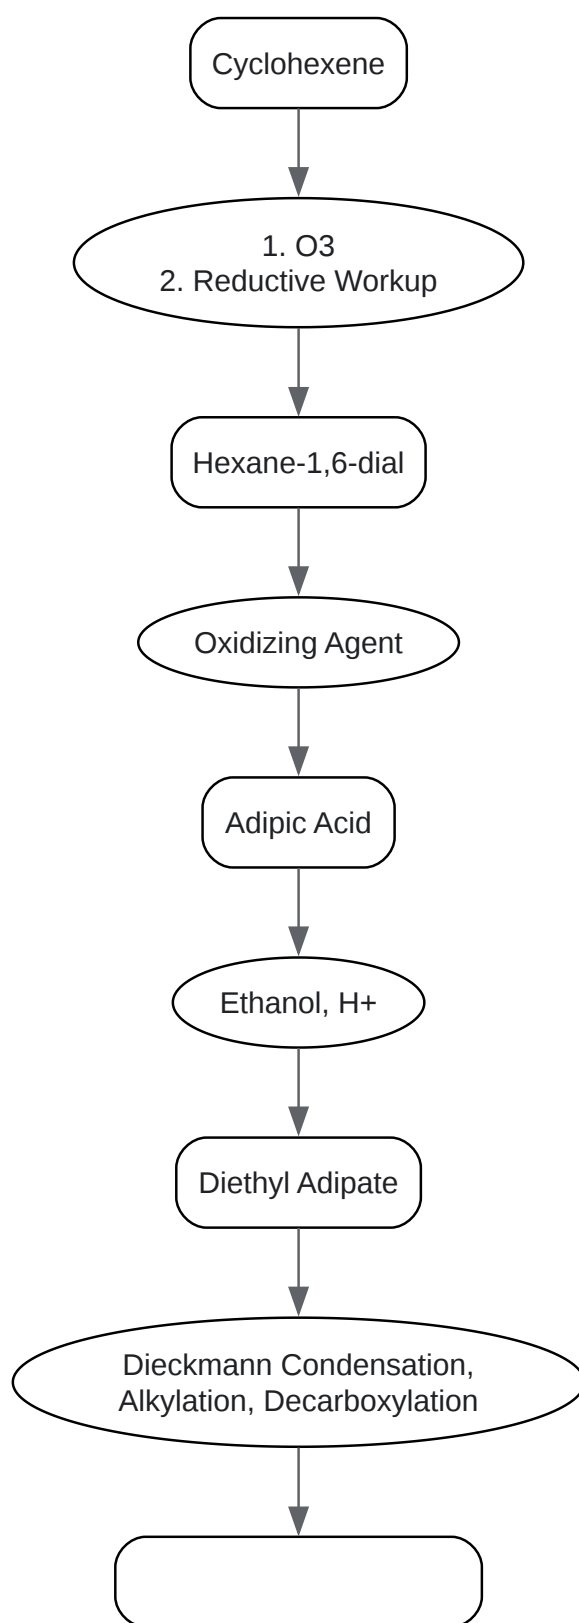 Cyclohexene
1. O3
2. Reductive Workup
Hexane-1,6-dial
Oxidizing Agent
Adipic Acid
Ethanol, H+
Diethyl Adipate
Dieckmann Condensation,
Alkylation, Decarboxylation